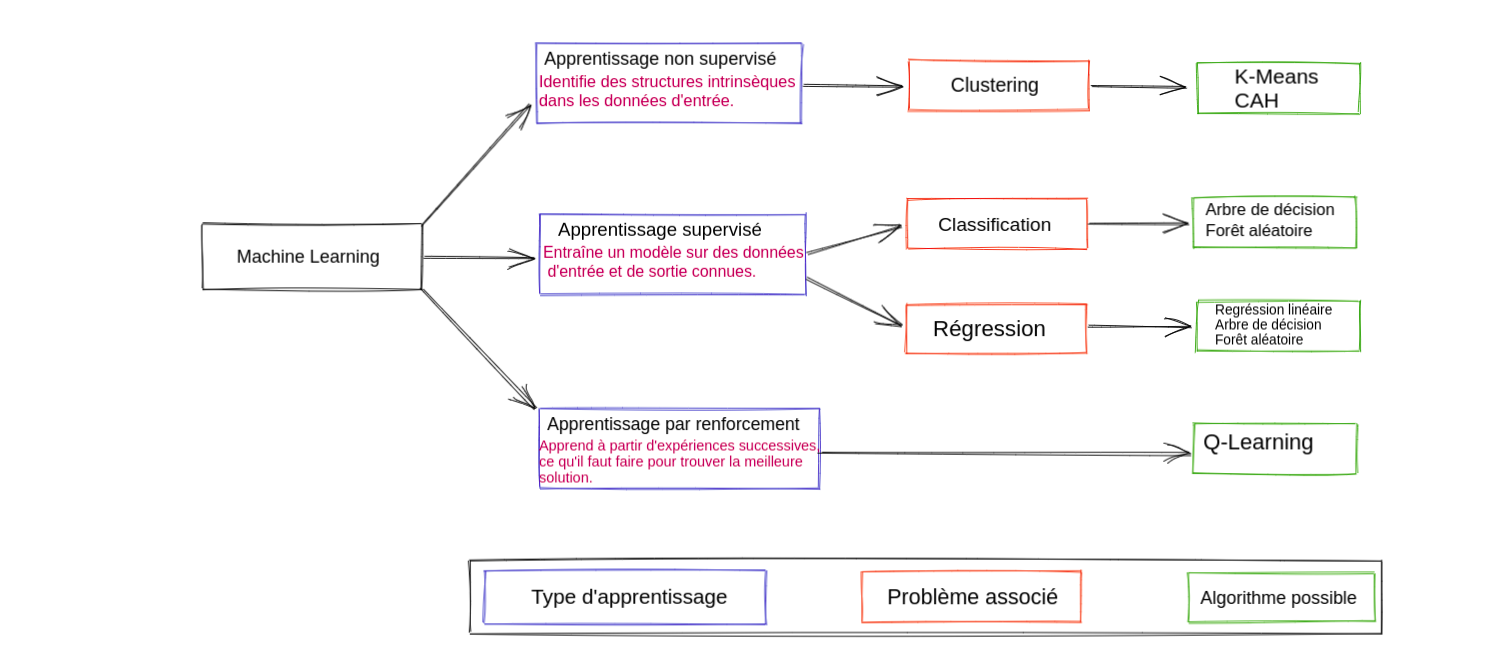 Apprentissage non supervisé
Identifie des structures intrinsèques
dans les données d'entrée.
Clustering
K-Means
CAH
Machine Learning
Apprentissage supervisé
Entraîne un modèle sur des données
d'entrée et de sortie connues.
Classification
Arbre de décision
Forêt aléatoire
Régression
Regréssion linéaire
Arbre de décision
Forêt aléatoire
Apprentissage par renforcement
Apprend à partir d'expériences successives,
ce qu'il faut faire pour trouver la meilleure
solution.
Q-Learning
Type d'apprentissage
Problème associé
Algorithme possible